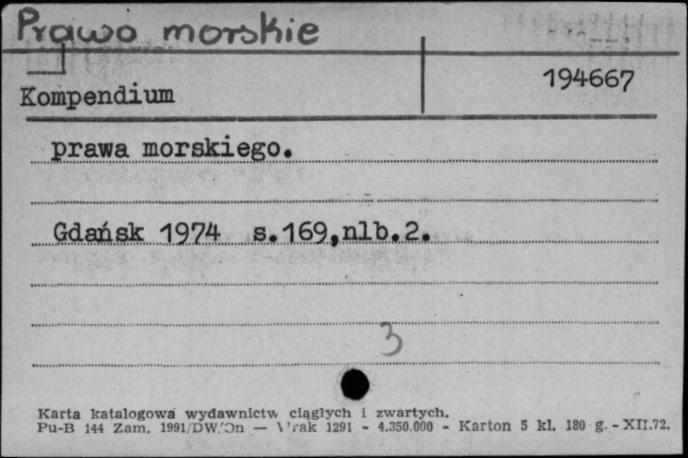 Prawo morskie
194667
Kompendium
prawa morskiego.
Gdańsk 1974 s.169,nlb.2.
3
Karta katalogowa wydawnictw ciągłych i zwartych.
Pu-B 144 Zam. 1991/DW/On — 1291 - 4.350.000 - Karton 5 kl. 180 g. - XII.72.